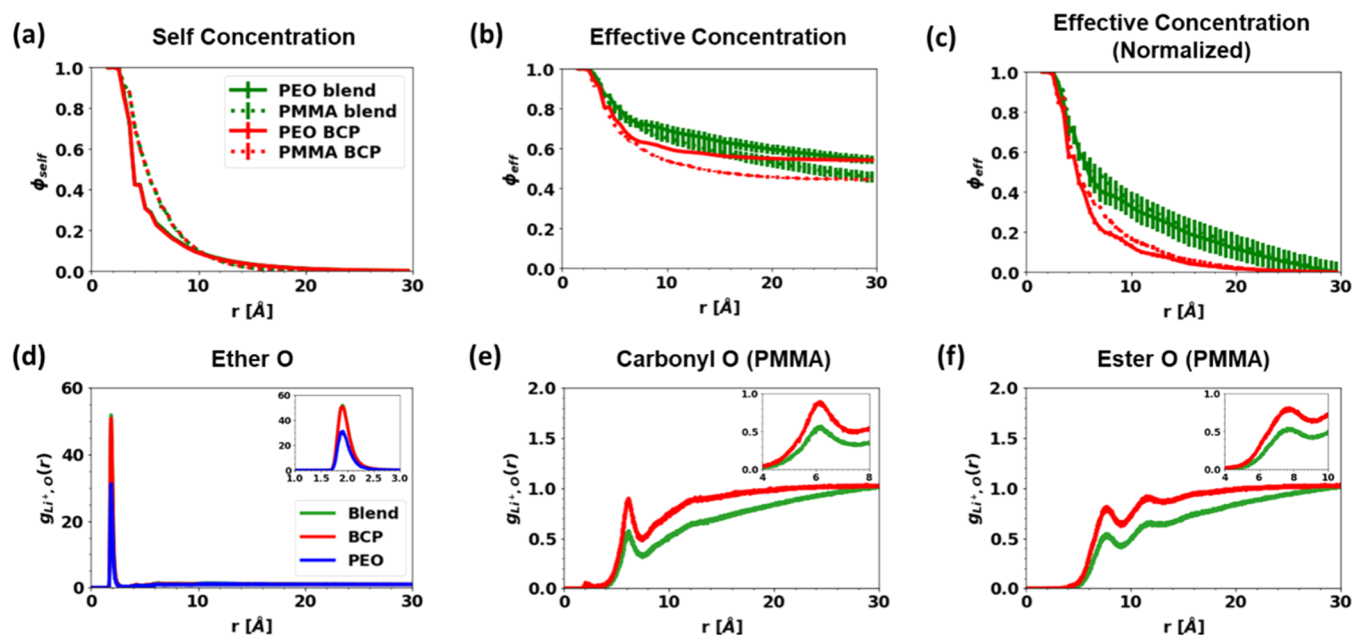 (a)
Self Concentration
1.0
0.8
0.6
0.4
0.2
0.0
ϕself
PEO blend
PMMA blend
PEO BCP
PMMA BCP
0
10
20
30
r [Å]
(b)
Effective Concentration
1.0
0.8
0.6
0.4
0.2
0.0
ϕeff
0
10
20
30
r [Å]
(c)
Effective Concentration
(Normalized)
1.0
0.8
0.6
0.4
0.2
0.0
ϕeff
0
10
20
30
r [Å]
(d)
Ether O
60
40
20
0
gLi+, O(r)
60
40
20
0
1.0
1.5
2.0
2.5
3.0
Blend
BCP
PEO
0
10
20
30
r [Å]
(e)
Carbonyl O (PMMA)
2.0
1.5
1.0
0.5
0.0
gLi+, O(r)
1.0
0.5
0.0
4
6
8
0
10
20
30
r [Å]
(f)
Ester O (PMMA)
2.0
1.5
1.0
0.5
0.0
gLi+, O(r)
1.0
0.5
0.0
4
6
8
10
0
10
20
30
r [Å]